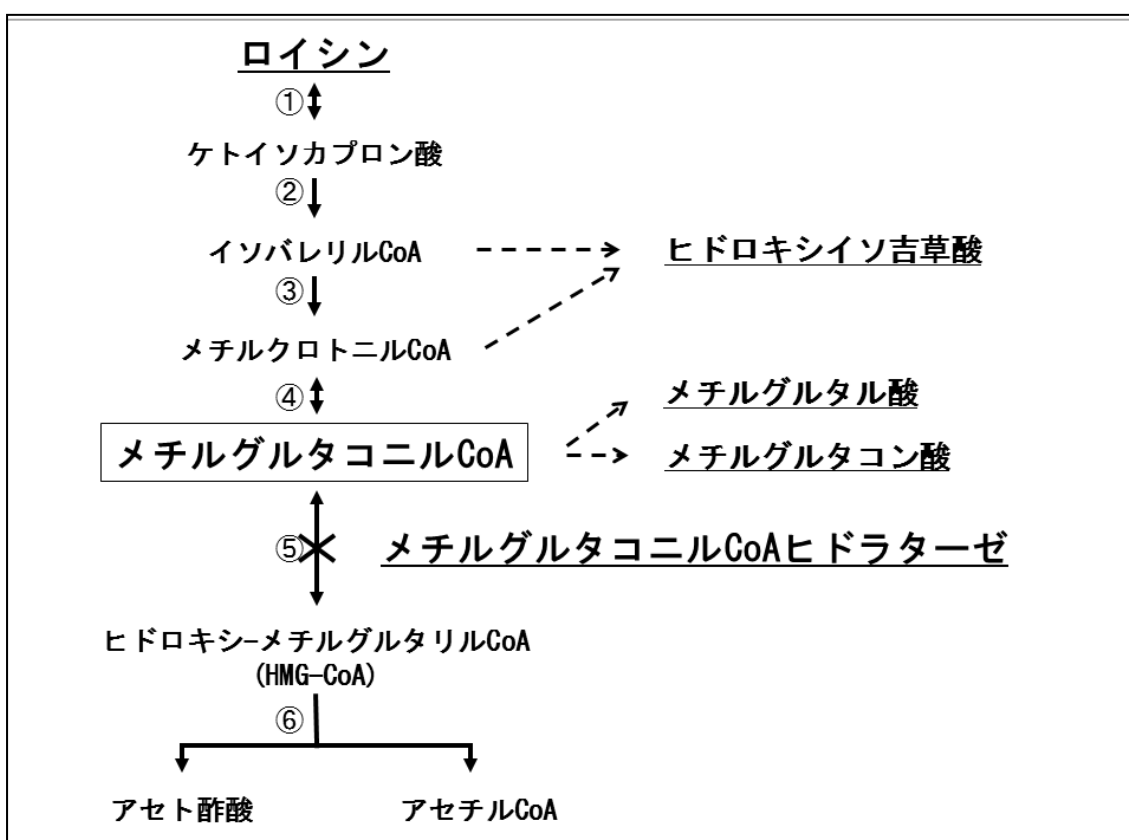 ロイシン
①
ケトイソカプロン酸
②
イソバレリルCoA
ヒドロキシイソ吉草酸
③
メチルクロトニルCoA
④
メチルグルタル酸
メチルグルタコニルCoA
メチルグルタコン酸
⑤
メチルグルタコニルCoAヒドラターゼ
ヒドロキシ-メチルグルタリルCoA
(HMG-CoA)
⑥
アセト酢酸
アセチルCoA